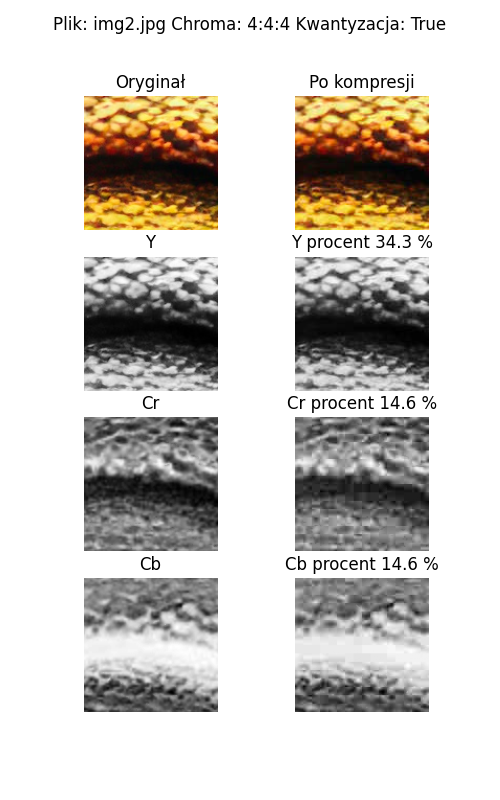 Plik: img2.jpg Chroma: 4:4:4 Kwantyzacja: True
Oryginał
Po kompresji
Y
Y procent 34.3 %
Cr
Cr procent 14.6 %
Cb
Cb procent 14.6 %